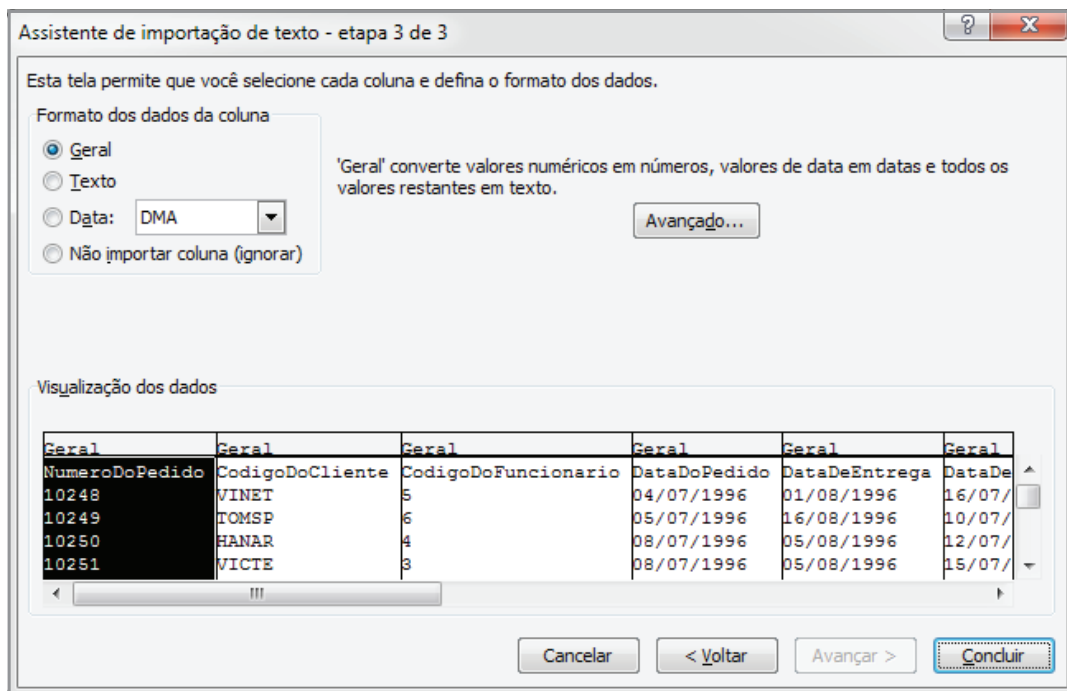 Assistente de importação de texto - etapa 3 de 3
Esta tela permite que você selecione cada coluna e defina o formato dos dados.
Formato dos dados da coluna
Geral
Texto
Data: DMA
Não importar coluna (ignorar)
'Geral' converte valores numéricos em números, valores de data em datas e todos os
valores restantes em texto.
Avançado...
Visualização dos dados
Geral Geral Geral Geral Geral Geral
NumeroDoPedido CodigoDoCliente CodigoDoFuncionario DataDoPedido DataDeEntrega DataDe
10248 VINET 5 04/07/1996 01/08/1996 16/07/
10249 TOMSP 6 05/07/1996 16/08/1996 10/07/
10250 HANAR 4 08/07/1996 05/08/1996 12/07/
10251 VICTE 3 08/07/1996 05/08/1996 15/07/
Cancelar < Voltar Avançar > Concluir